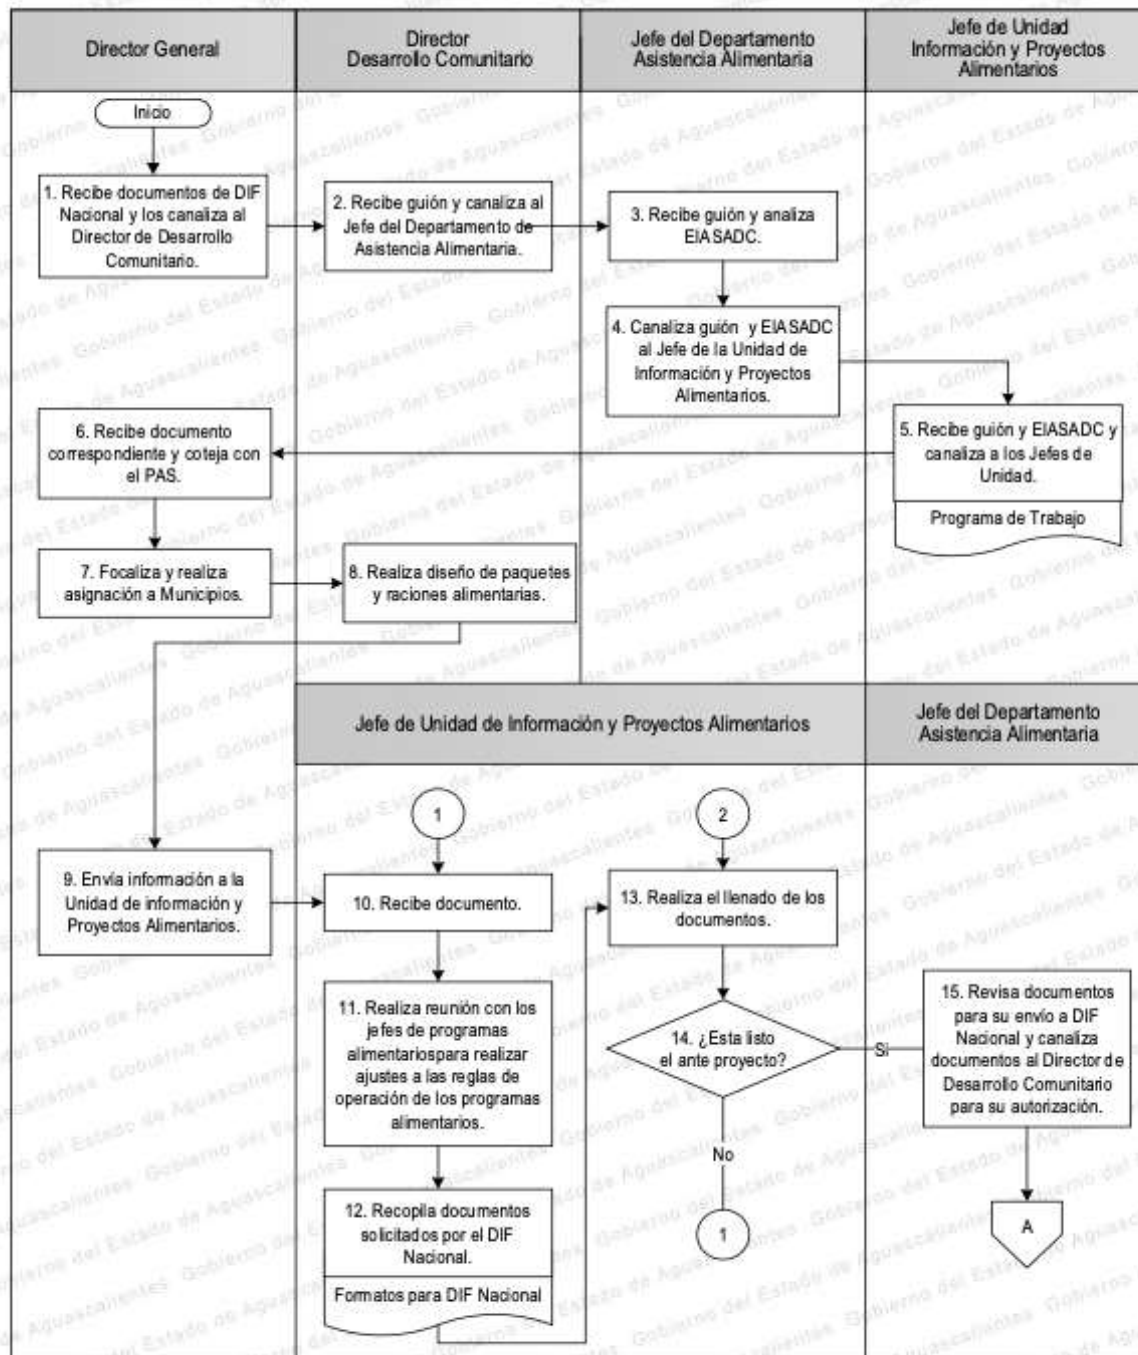 Director General
Director
Desarrollo Comunitario
Jefe del Departamento
Asistencia Alimentaria
Jefe de Unidad
Información y Proyectos
Alimentarios
Inicio
1. Recibe documentos de DIF
Nacional y los canaliza al
Director de Desarrollo
Comunitario.
2. Recibe guión y canaliza al
Jefe del Departamento de
Asistencia Alimentaria.
3. Recibe guión y analiza
EIASADC.
4. Canaliza guión y EIASADC
al Jefe de la Unidad de
Información y Proyectos
Alimentarios.
5. Recibe guión y EIASADC y
canaliza a los Jefes de
Unidad.
Programa de Trabajo
6. Recibe documento
correspondiente y coteja con
el PAS.
7. Focaliza y realiza
asignación a Municipios.
8. Realiza diseño de paquetes
y raciones alimentarias.
Jefe de Unidad de Información y Proyectos Alimentarios
Jefe del Departamento
Asistencia Alimentaria
9. Envía información a la
Unidad de información y
Proyectos Alimentarios.
1
10. Recibe documento.
11. Realiza reunión con los
jefes de programas
alimentariospara realizar
ajustes a las reglas de
operación de los programas
alimentarios.
12. Recopila documentos
solicitados por el DIF
Nacional.
Formatos para DIF Nacional
2
13. Realiza el llenado de los
documentos.
14. ¿Esta listo
el ante proyecto?
Si
No
1
15. Revisa documentos
para su envío a DIF
Nacional y canaliza
documentos al Director de
Desarrollo Comunitario
para su autorización.
A